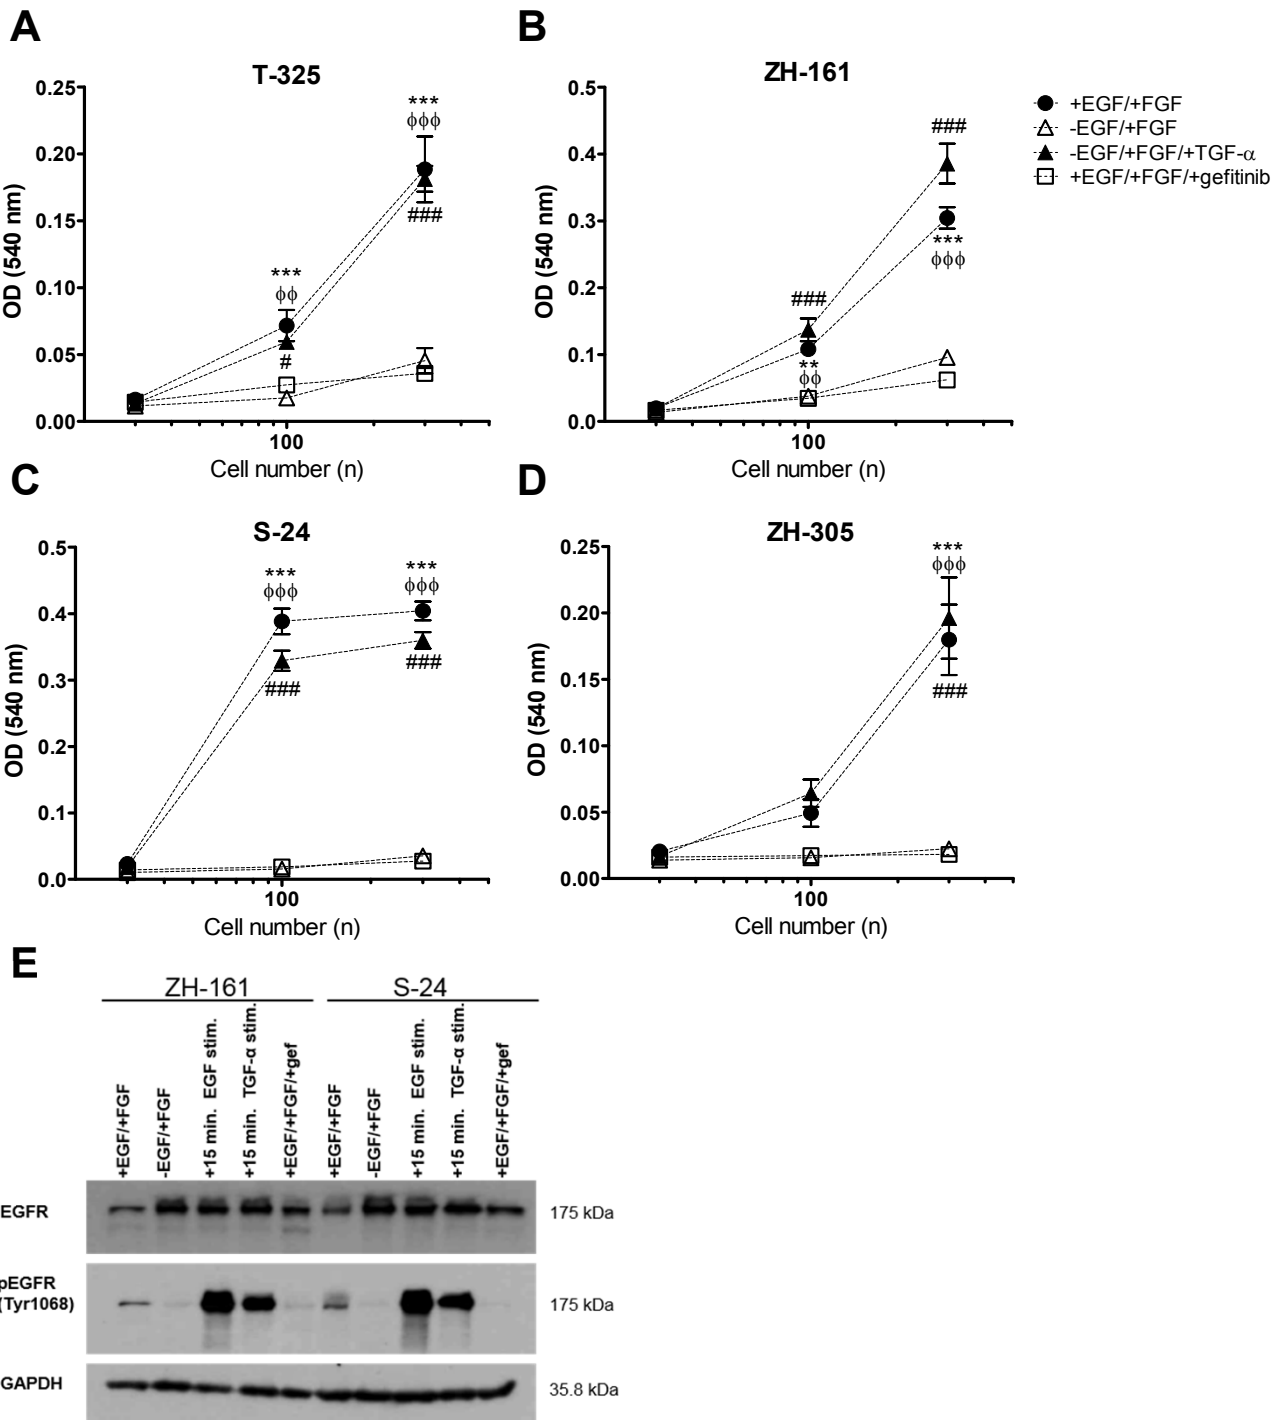 A
T-325
0.25
0.20
0.15
0.10
0.05
0.00
OD (540 nm)
***
ϕϕ
#
***
ϕϕϕ
###
100
Cell number (n)
B
ZH-161
0.5
0.4
0.3
0.2
0.1
0.0
OD (540 nm)
###
**
ϕϕ
###
***
ϕϕϕ
100
Cell number (n)
+EGF/+FGF
-EGF/+FGF
-EGF/+FGF/+TGF-α
+EGF/+FGF/+gefitinib
C
S-24
0.5
0.4
0.3
0.2
0.1
0.0
OD (540 nm)
***
ϕϕϕ
###
***
ϕϕϕ
###
100
Cell number (n)
D
ZH-305
0.25
0.20
0.15
0.10
0.05
0.00
OD (540 nm)
***
ϕϕϕ
###
100
Cell number (n)
E
ZH-161
S-24
+EGF/+FGF
-EGF/+FGF
+15 min. EGF stim.
+15 min. TGF-α stim.
+EGF/+FGF/+gef
+EGF/+FGF
-EGF/+FGF
+15 min. EGF stim.
+15 min. TGF-α stim.
+EGF/+FGF/+gef
EGFR
175 kDa
pEGFR
(Tyr1068)
175 kDa
GAPDH
35.8 kDa